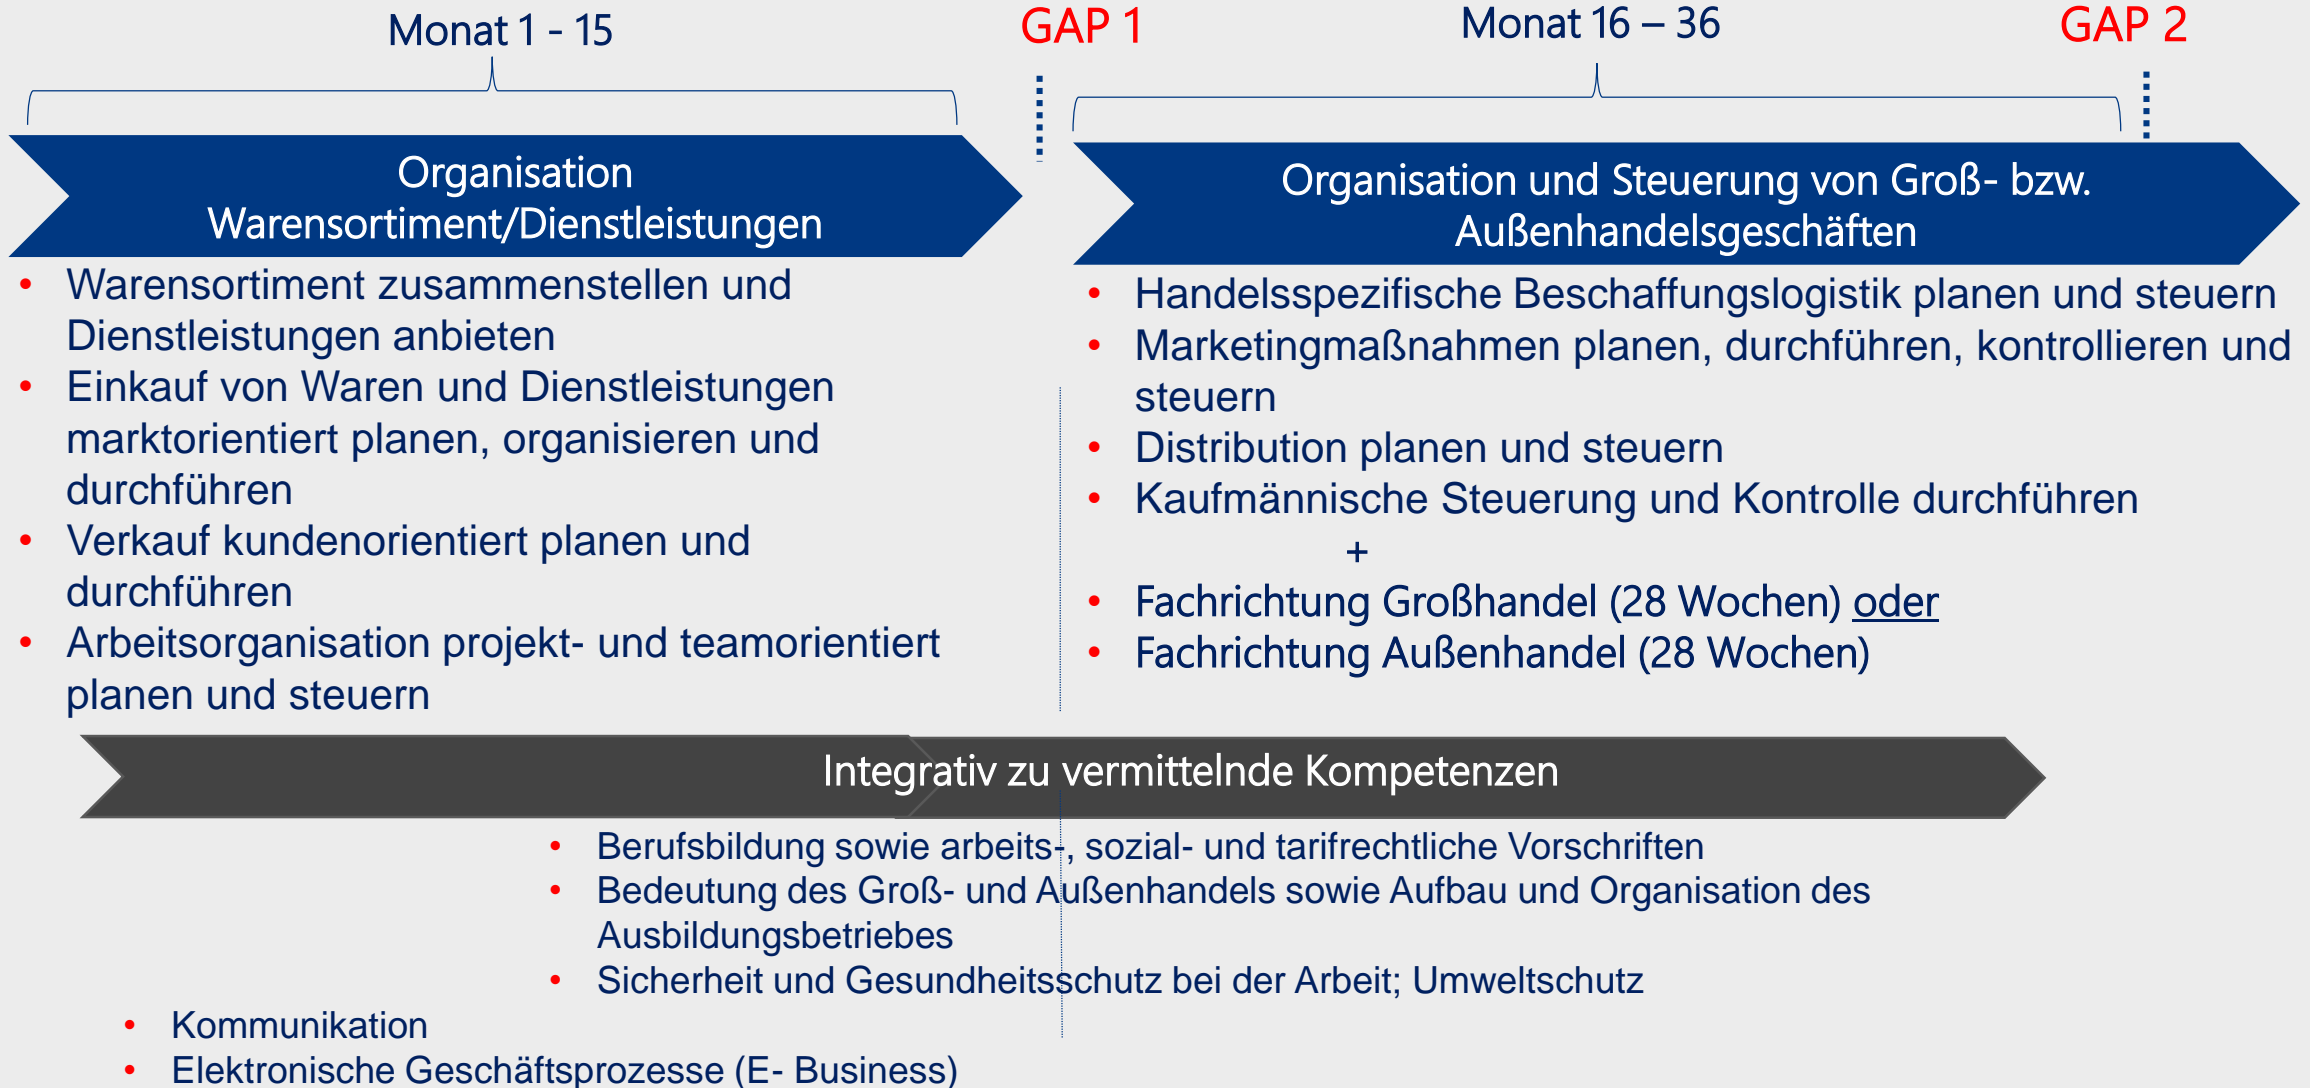 Monat 1 - 15
GAP 1
Monat 16 – 36
GAP 2
Organisation
Warensortiment/Dienstleistungen
• Warensortiment zusammenstellen und
Dienstleistungen anbieten
• Einkauf von Waren und Dienstleistungen
marktorientiert planen, organisieren und
durchführen
• Verkauf kundenorientiert planen und
durchführen
• Arbeitsorganisation projekt- und teamorientiert
planen und steuern
Organisation und Steuerung von Groß- bzw.
Außenhandelsgeschäften
• Handelsspezifische Beschaffungslogistik planen und steuern
• Marketingmaßnahmen planen, durchführen, kontrollieren und
steuern
• Distribution planen und steuern
• Kaufmännische Steuerung und Kontrolle durchführen
+
• Fachrichtung Großhandel (28 Wochen) oder
• Fachrichtung Außenhandel (28 Wochen)
Integrativ zu vermittelnde Kompetenzen
• Berufsbildung sowie arbeits-, sozial- und tarifrechtliche Vorschriften
• Bedeutung des Groß- und Außenhandels sowie Aufbau und Organisation des
Ausbildungsbetriebes
• Sicherheit und Gesundheitsschutz bei der Arbeit; Umweltschutz
• Kommunikation
• Elektronische Geschäftsprozesse (E- Business)